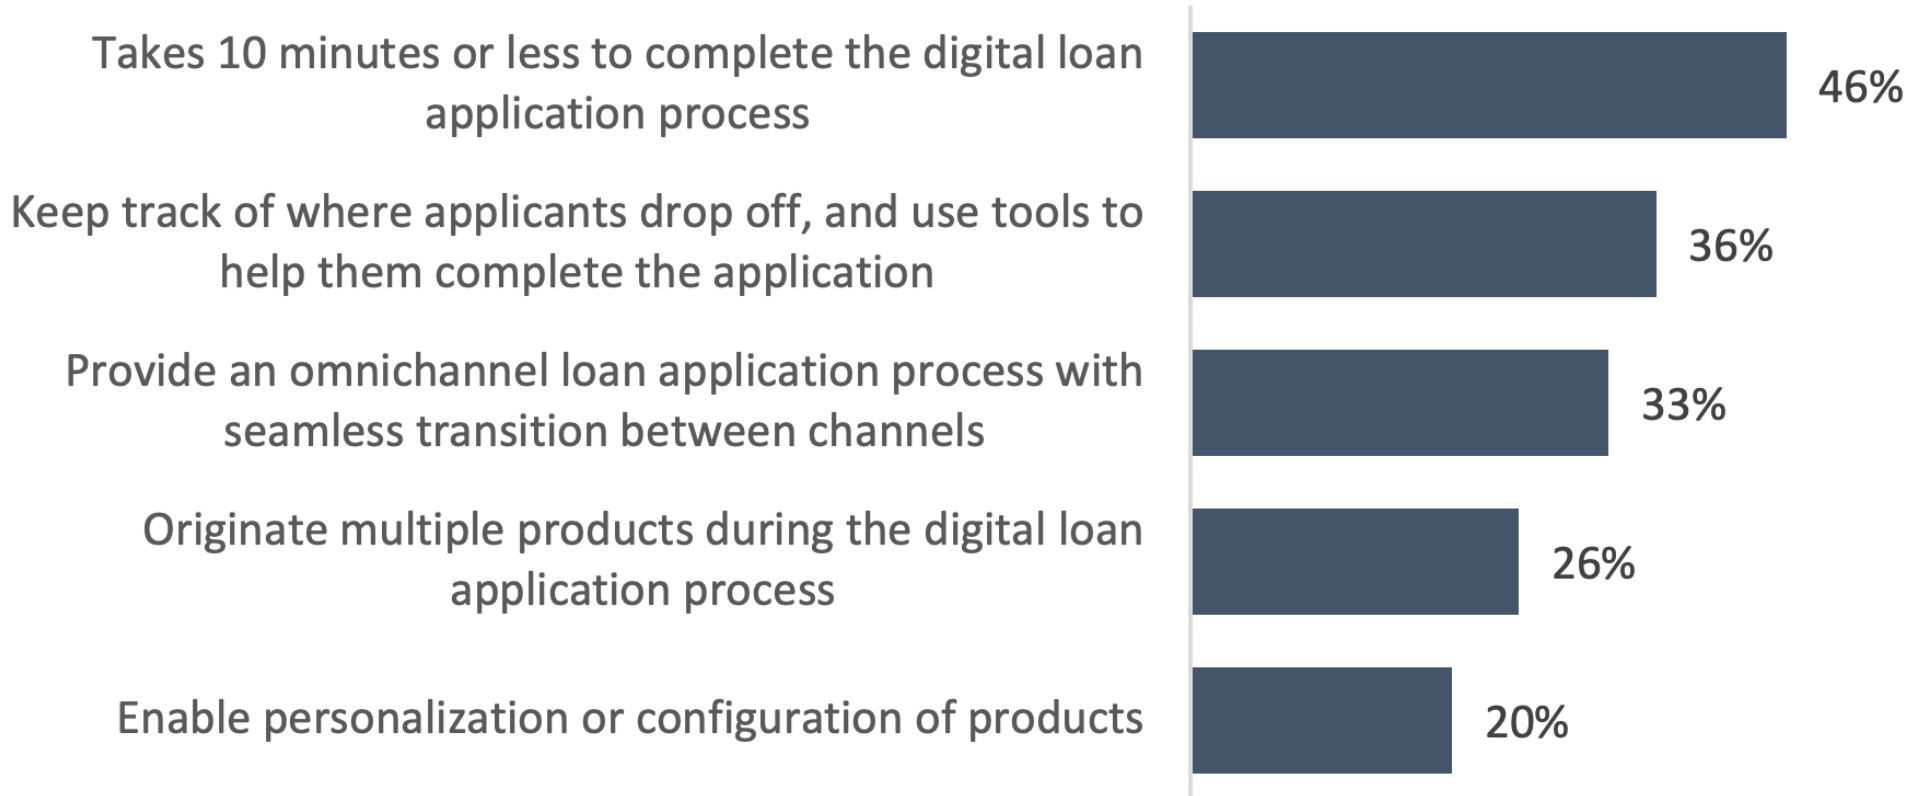 Takes 10 minutes or less to complete the digital loan
application process
46%
Keep track of where applicants drop off, and use tools to
help them complete the application
36%
Provide an omnichannel loan application process with
seamless transition between channels
33%
Originate multiple products during the digital loan
application process
26%
Enable personalization or configuration of products
20%